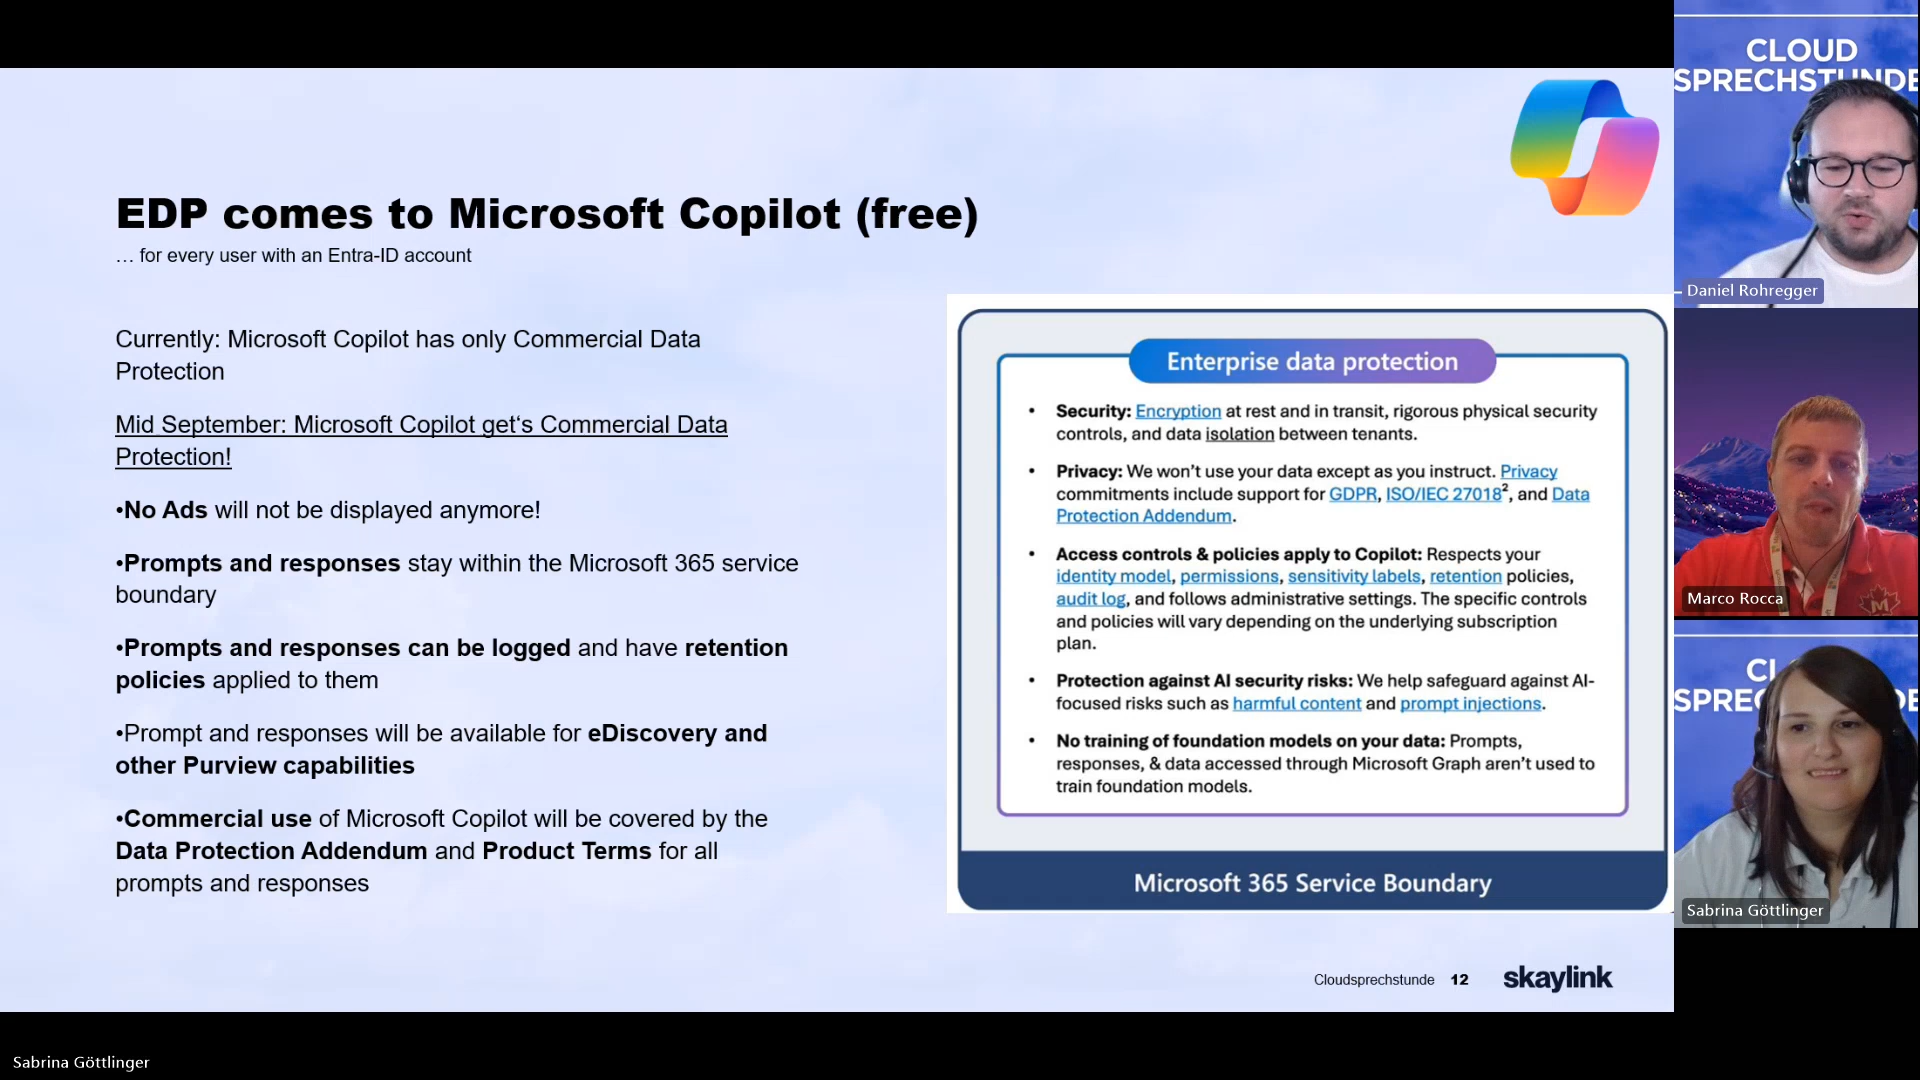 EDP comes to Microsoft Copilot (free)
… for every user with an Entra-ID account
Currently: Microsoft Copilot has only Commercial Data
Protection
Mid September: Microsoft Copilot get‘s Commercial Data
Protection!
•No Ads will not be displayed anymore!
•Prompts and responses stay within the Microsoft 365 service
boundary
•Prompts and responses can be logged and have retention
policies applied to them
•Prompt and responses will be available for eDiscovery and
other Purview capabilities
•Commercial use of Microsoft Copilot will be covered by the
Data Protection Addendum and Product Terms for all
prompts and responses
Enterprise data protection
• Security: Encryption at rest and in transit, rigorous physical security
controls, and data isolation between tenants.
• Privacy: We won’t use your data except as you instruct. Privacy
commitments include support for GDPR, ISO/IEC 27018², and Data
Protection Addendum.
• Access controls & policies apply to Copilot: Respects your
identity model, permissions, sensitivity labels, retention policies,
audit log, and follows administrative settings. The specific controls
and policies will vary depending on the underlying subscription
plan.
• Protection against AI security risks: We help safeguard against AI-
focused risks such as harmful content and prompt injections.
• No training of foundation models on your data: Prompts,
responses, & data accessed through Microsoft Graph aren’t used to
train foundation models.
Microsoft 365 Service Boundary
Cloudsprechstunde 12 skaylink
CLOUD
SPRECHSTUNDE
Daniel Rohregger
Marco Rocca
CL
SPREC
Sabrina Göttlinger
Sabrina Göttlinger